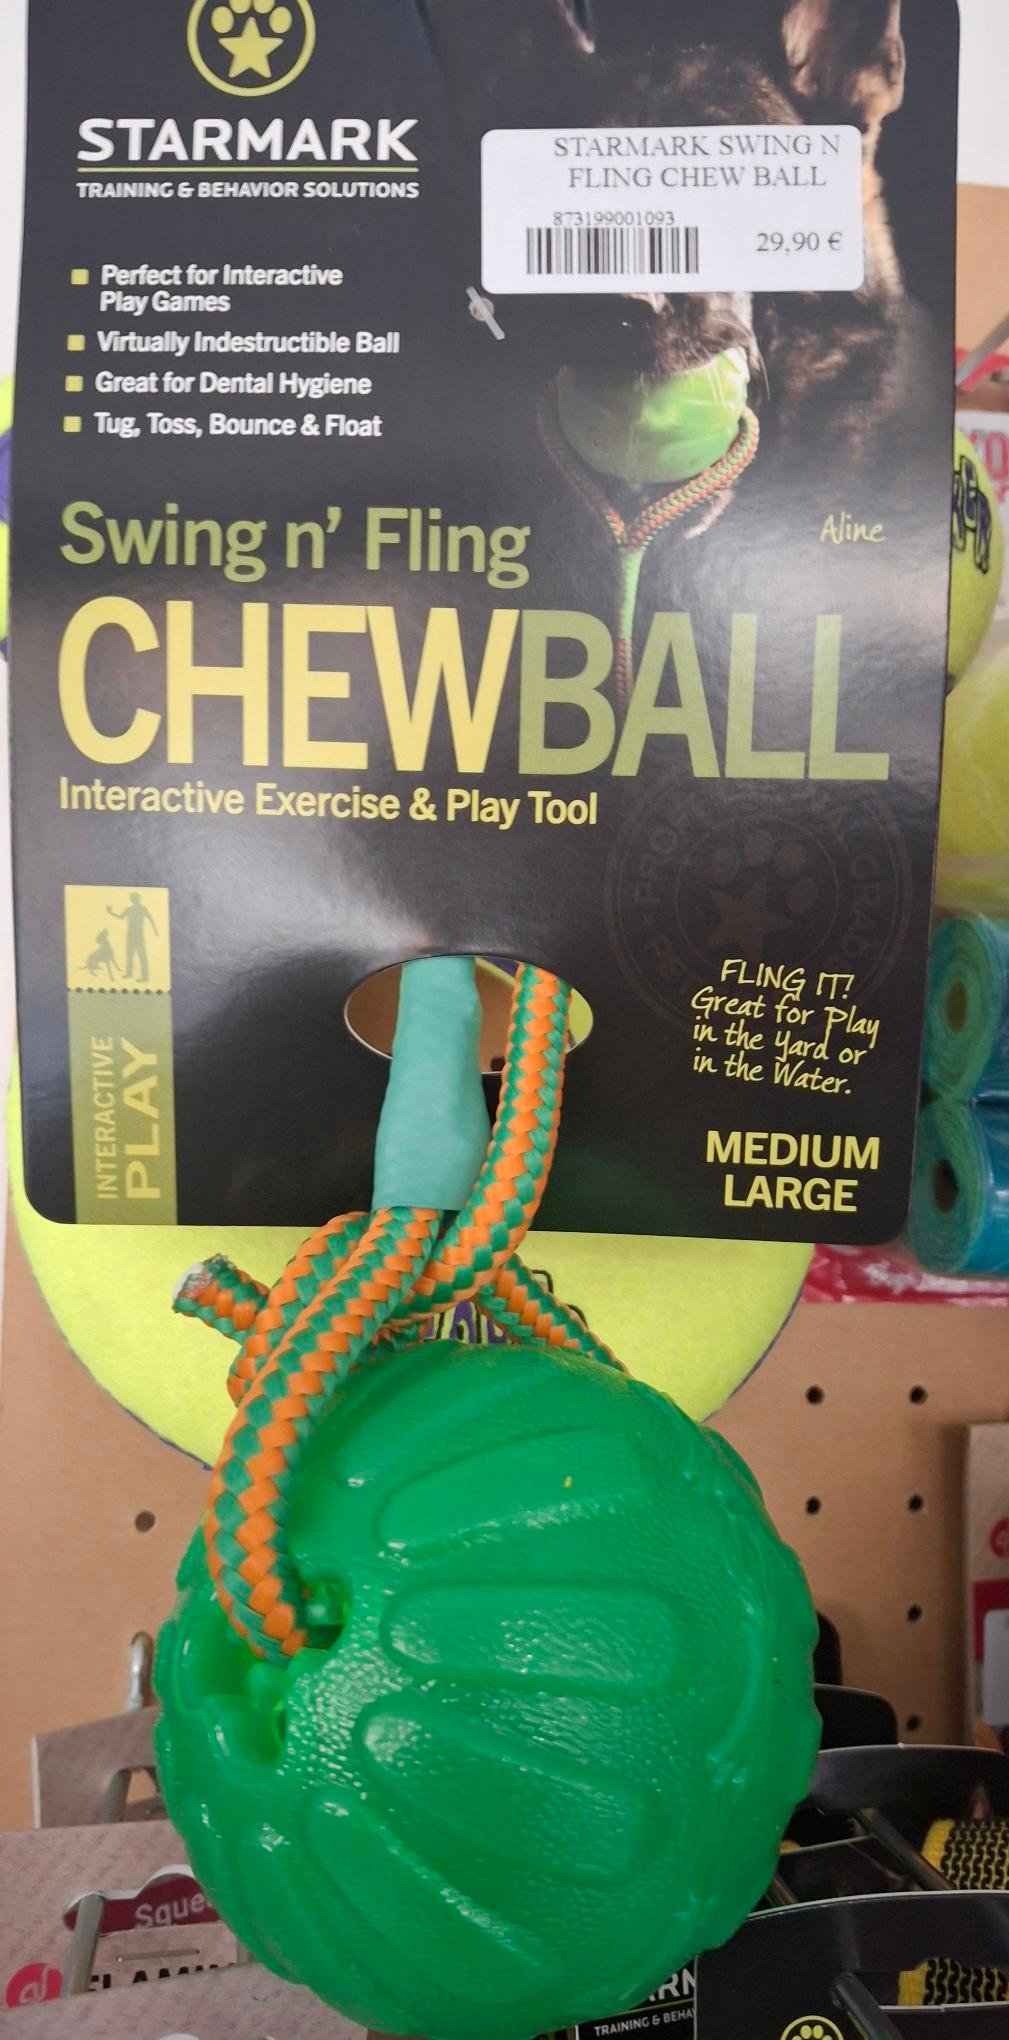 STARMARK
TRAINING & BEHAVIOR SOLUTIONS
STARMARK SWING N
FLING CHEW BALL
873199001093
29,90 €
Perfect for Interactive
Play Games
Virtually Indestructible Ball
Great for Dental Hygiene
Tug, Toss, Bounce & Float
Swing n' Fling
Aline
CHEWBALL
Interactive Exercise & Play Tool
INTERACTIVE
PLAY
FLING IT!
Great for Play
in the Yard or
in the Water.
MEDIUM
LARGE
TRAINING & BEHA